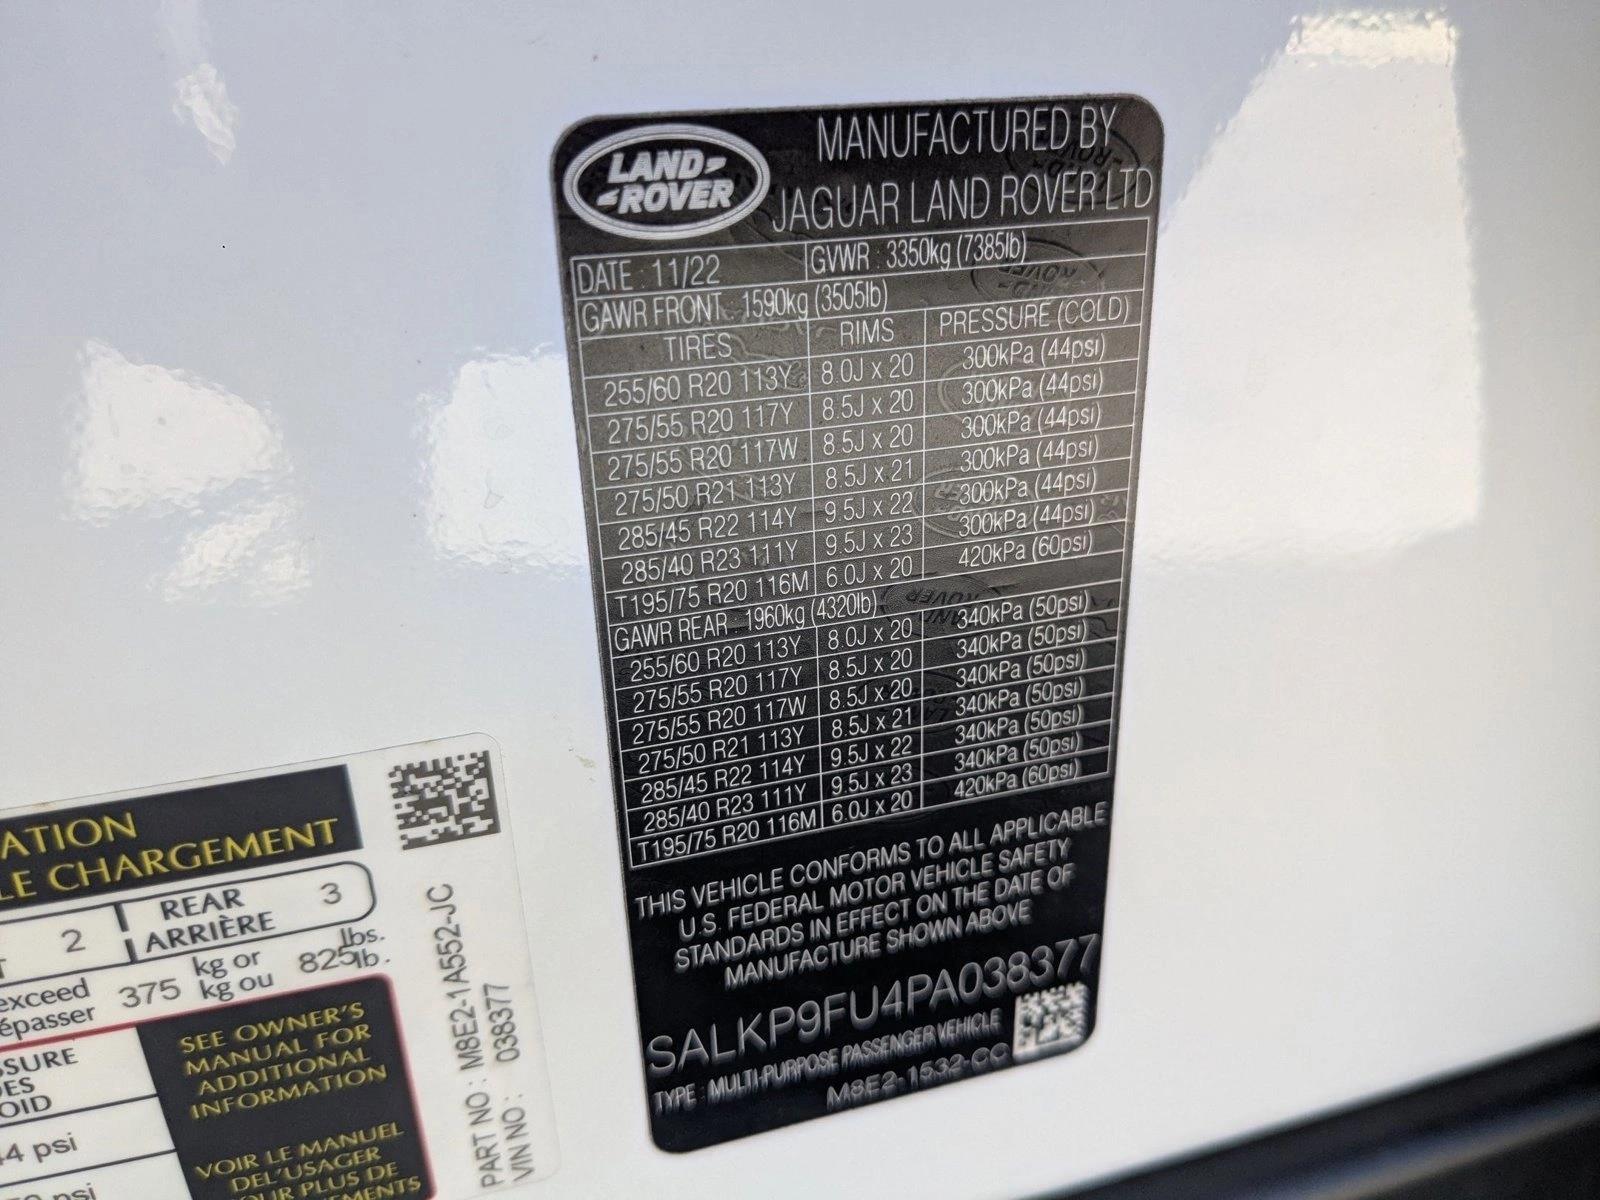 LAND-
-ROVER
MANUFACTURED BY
JAGUAR LAND ROVER LTD
DATE : 11/22 GVWR : 3350kg (7385lb)
GAWR FRONT : 1590kg (3505lb)
TIRES RIMS PRESSURE (COLD)
255/60 R20 113Y 8.0J x 20 300kPa (44psi)
275/55 R20 117Y 8.5J x 20 300kPa (44psi)
275/55 R20 117W 8.5J x 20 300kPa (44psi)
275/50 R21 113Y 8.5J x 21 300kPa (44psi)
285/45 R22 114Y 9.5J x 22 300kPa (44psi)
285/40 R23 111Y 9.5J x 23 300kPa (44psi)
T195/75 R20 116M 6.0J x 20 420kPa (60psi)
GAWR REAR : 1960kg (4320lb)
255/60 R20 113Y 8.0J x 20 340kPa (50psi)
275/55 R20 117Y 8.5J x 20 340kPa (50psi)
275/55 R20 117W 8.5J x 20 340kPa (50psi)
275/50 R21 113Y 8.5J x 21 340kPa (50psi)
285/45 R22 114Y 9.5J x 22 340kPa (50psi)
285/40 R23 111Y 9.5J x 23 340kPa (50psi)
T195/75 R20 116M 6.0J x 20 420kPa (60psi)
THIS VEHICLE CONFORMS TO ALL APPLICABLE
U.S. FEDERAL MOTOR VEHICLE SAFETY
STANDARDS IN EFFECT ON THE DATE OF
MANUFACTURE SHOWN ABOVE
SALKP9FU4PA038377
TYPE : MULTI-PURPOSE PASSENGER VEHICLE
M8E2-1532-CC
ATION
LE CHARGEMENT
2 REAR 3
ARRIÈRE
exceed 375 kg or 825 lbs.
épasser kg ou lb.
SSURE
OID
SEE OWNER'S
MANUAL FOR
ADDITIONAL
INFORMATION
44 psi
VOIR LE MANUEL
DE L'USAGER
OUR PLUS DE
psi
PART NO : M8E2-1A552-JC
VIN NO : 038377